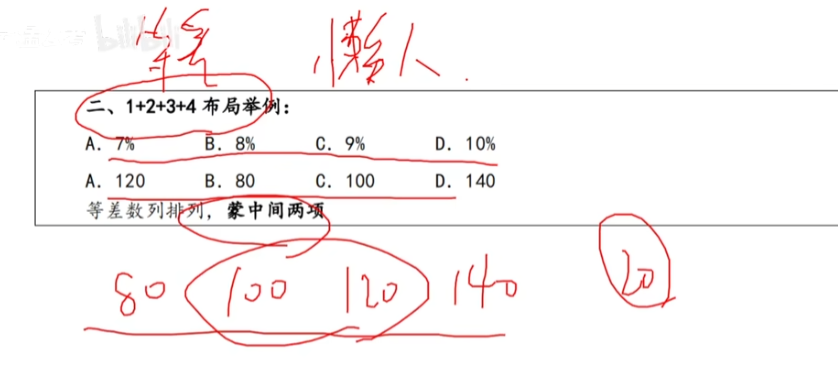 bilibili
懒人.
二、1+2+3+4 布局举例:
A. 7% B. 8% C. 9% D. 10%
A. 120 B. 80 C. 100 D. 140
等差数列排列, 蒙中间两项
80 100 120 140 20